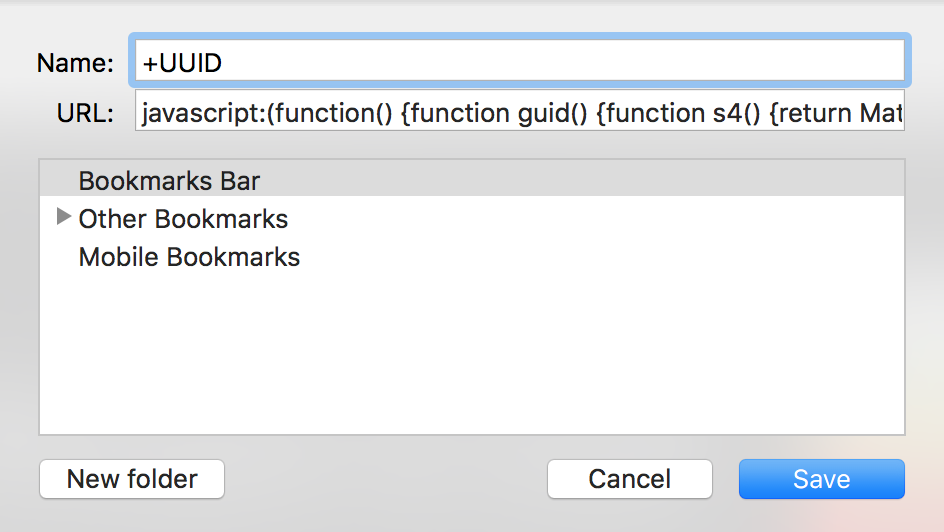 Name: +UUID
URL: javascript:(function() {function guid() {function s4() {return Mat
Bookmarks Bar
Other Bookmarks
Mobile Bookmarks
New folder Cancel Save